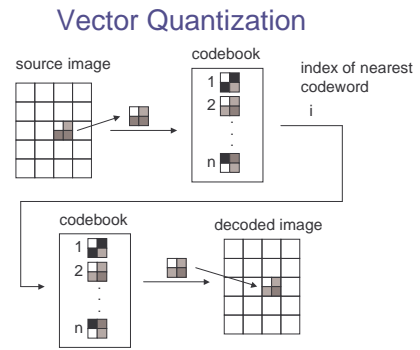 Vector Quantization
source image
codebook
index of nearest
codeword
i
1
2
.
.
.
n
codebook
decoded image
1
2
.
.
.
n